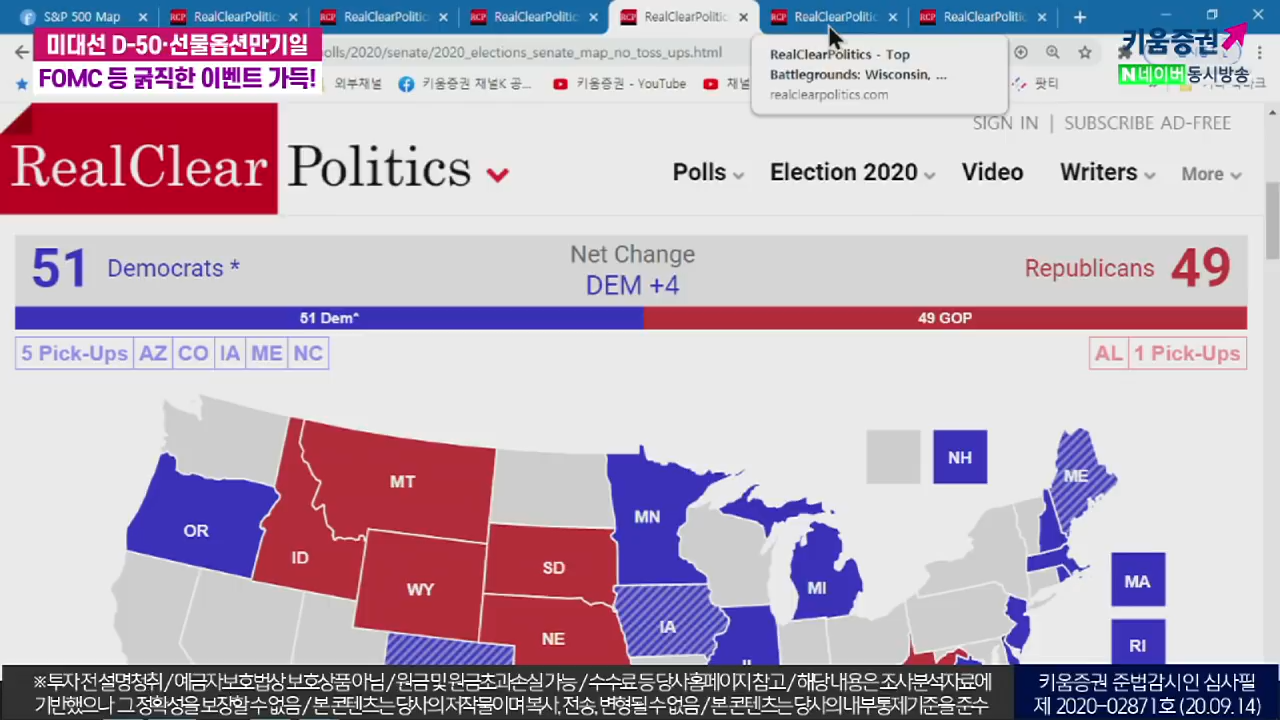 S&P 500 Map
RealClearPolitic
RealClearPolitic
RealClearPolitic
RealClearPolitic
RealClearPolitic
RealClearPolitic
미대선 D-50·선물옵션만기일
FOMC 등 굵직한 이벤트 가득!
olls/2020/senate/2020_elections_senate_map_no_toss_ups.html
외부채널
키움증권 채널K 공...
키움증권 - YouTube
팟티
RealClearPolitics - Top
Battlegrounds: Wisconsin, ...
realclearpolitics.com
키움증권
N 네이버 동시방송
SIGN IN | SUBSCRIBE AD-FREE
RealClear Politics
Polls
Election 2020
Video
Writers
More
51 Democrats *
Net Change
DEM +4
Republicans 49
51 Dem^
49 GOP
5 Pick-Ups AZ CO IA ME NC
AL 1 Pick-Ups
NH
ME
MT
MN
OR
ID
SD
WY
MI
MA
IA
NE
RI
※ 투자 전 설명청취 / 예금자보호법상 보호상품 아님 / 원금 및 원금초과손실 가능 / 수수료 등 당사홈페이지 참고 / 해당 내용은 조사분석자료에
기반했으나 그 정확성을 보장할 수 없음 / 본 콘텐츠는 당사의 저작물이며 복사, 전송, 변형될 수 없음 / 본 콘텐츠는 당사의 내부통제기준을 준수
키움증권 준법감시인 심사필
제 2020-02871호 (20.09.14)